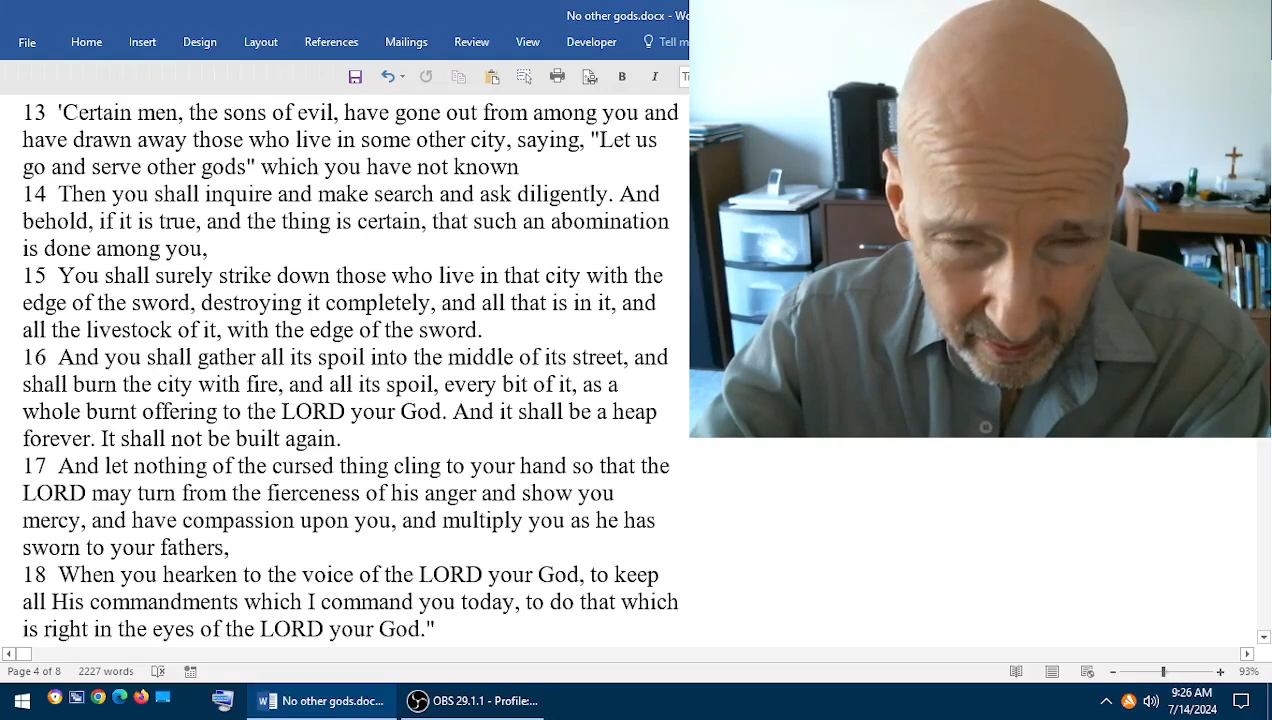 No other gods.docx - Wo
File Home Insert Design Layout References Mailings Review View Developer Tell m
B I T
13 'Certain men, the sons of evil, have gone out from among you and
have drawn away those who live in some other city, saying, "Let us
go and serve other gods" which you have not known
14 Then you shall inquire and make search and ask diligently. And
behold, if it is true, and the thing is certain, that such an abomination
is done among you,
15 You shall surely strike down those who live in that city with the
edge of the sword, destroying it completely, and all that is in it, and
all the livestock of it, with the edge of the sword.
16 And you shall gather all its spoil into the middle of its street, and
shall burn the city with fire, and all its spoil, every bit of it, as a
whole burnt offering to the LORD your God. And it shall be a heap
forever. It shall not be built again.
17 And let nothing of the cursed thing cling to your hand so that the
LORD may turn from the fierceness of his anger and show you
mercy, and have compassion upon you, and multiply you as he has
sworn to your fathers,
18 When you hearken to the voice of the LORD your God, to keep
all His commandments which I command you today, to do that which
is right in the eyes of the LORD your God."
Page 4 of 8 2227 words 93%
No other gods.doc... OBS 29.1.1 - Profile:... 9:26 AM
7/14/2024